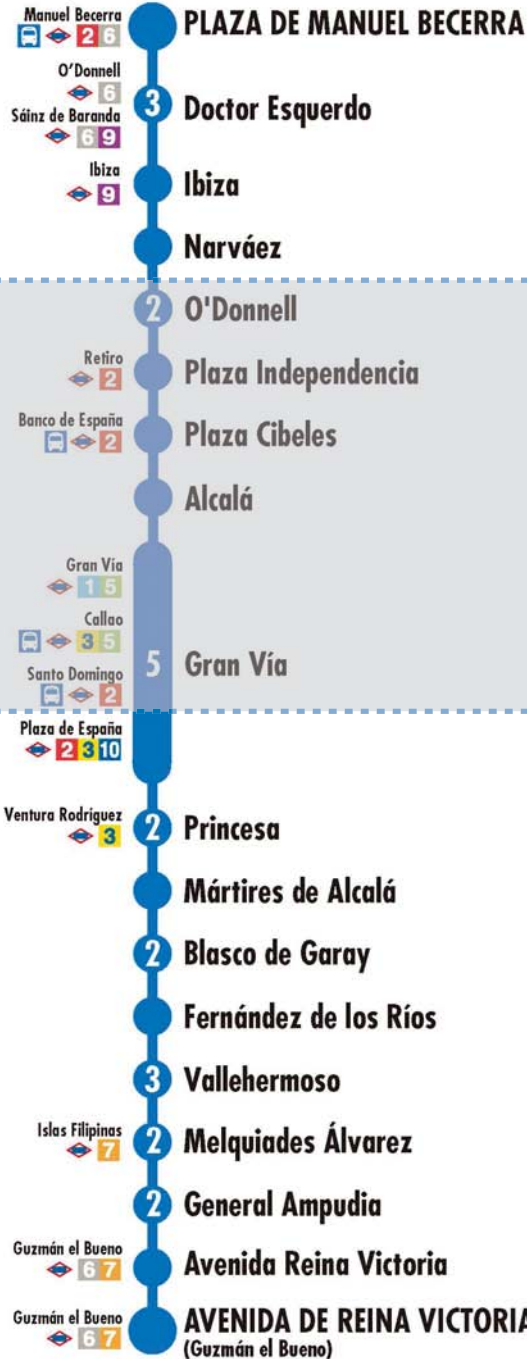 Manuel Becerra
2 6
PLAZA DE MANUEL BECERRA
O'Donnell
6
Sáinz de Baranda
6 9
3
Doctor Esquerdo
Ibiza
9
Ibiza
Narváez
2
O'Donnell
Retiro
2
Plaza Independencia
Banco de España
2
Plaza Cibeles
Alcalá
Gran Vía
1 5
Callao
3 5
Santo Domingo
2
5
Gran Vía
Plaza de España
2 3 10
Ventura Rodríguez
3
2
Princesa
Mártires de Alcalá
2
Blasco de Garay
Fernández de los Ríos
3
Vallehermoso
Islas Filipinas
7
2
Melquiades Álvarez
2
General Ampudia
Guzmán el Bueno
6 7
Avenida Reina Victoria
Guzmán el Bueno
6 7
AVENIDA DE REINA VICTORIA
(Guzmán el Bueno)